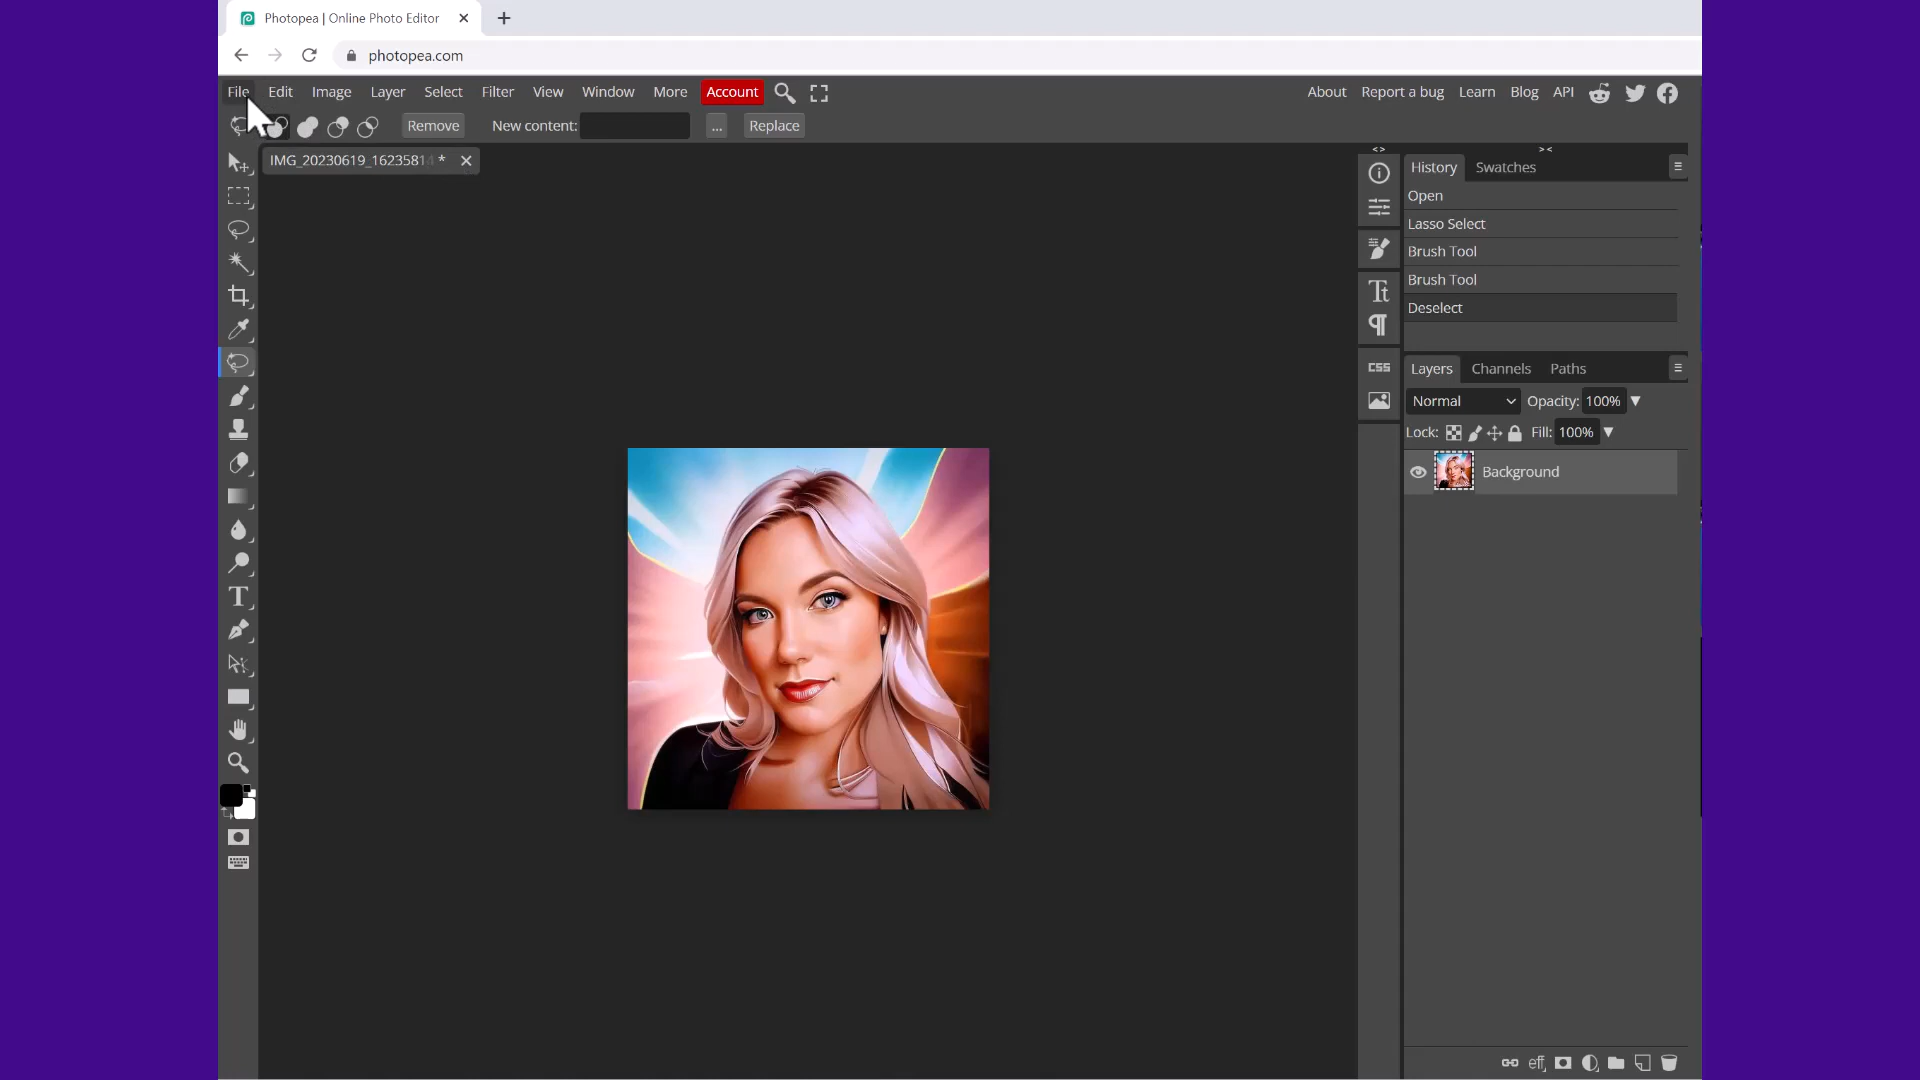 Photopea | Online Photo Editor
photopea.com
File Edit Image Layer Select Filter View Window More Account About Report a bug Learn Blog API
Remove New content: ... Replace
IMG_20230619_16235814 *
< > > <
History Swatches
Open
Lasso Select
Brush Tool
Brush Tool
Deselect
CSS
Layers Channels Paths
Normal Opacity: 100%
Lock: Fill: 100%
Background
eff